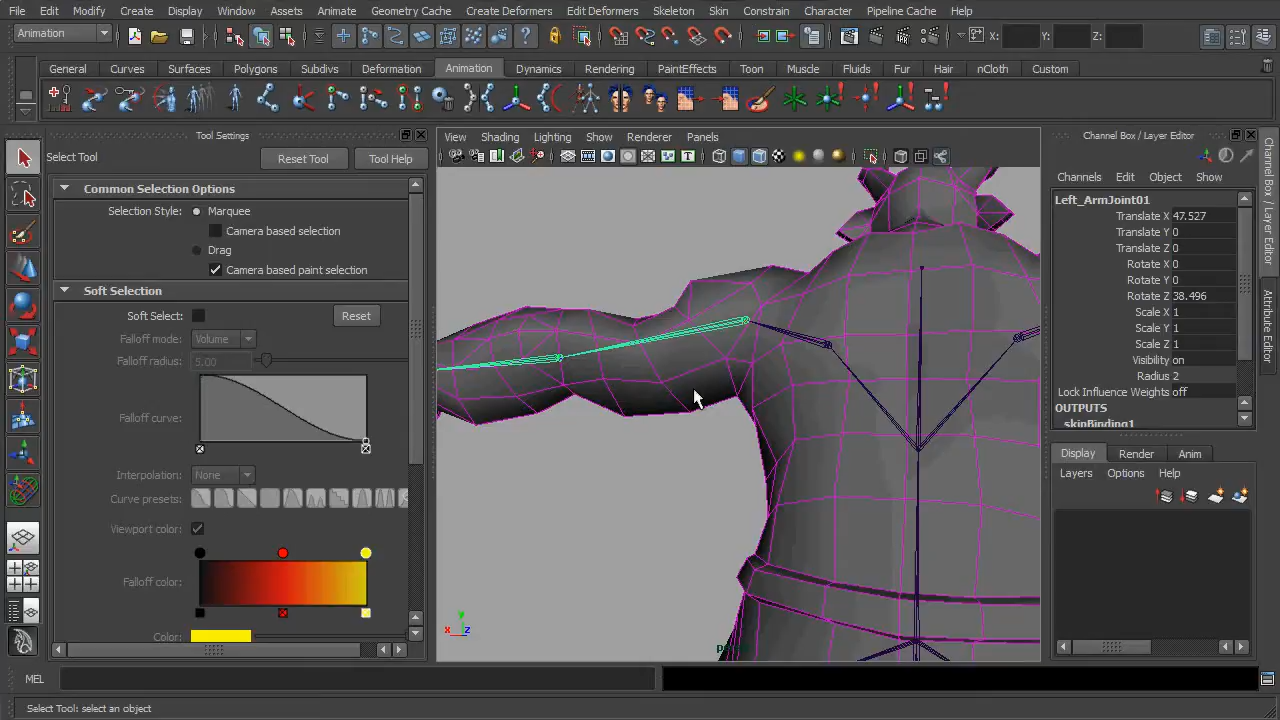 File Edit Modify Create Display Window Assets Animate Geometry Cache Create Deformers Edit Deformers Skeleton Skin Constrain Character Pipeline Cache Help
Animation X: Y: Z:
General Curves Surfaces Polygons Subdivs Deformation Animation Dynamics Rendering PaintEffects Toon Muscle Fluids Fur Hair nCloth Custom
Tool Settings
Select Tool Reset Tool Tool Help
Common Selection Options
Selection Style: Marquee
Camera based selection
Drag
Camera based paint selection
Soft Selection
Soft Select: Reset
Falloff mode: Volume
Falloff radius: 5.00
Falloff curve:
Interpolation: None
Curve presets:
Viewport color:
Falloff color:
Color:
View Shading Lighting Show Renderer Panels
y
x z
Channel Box / Layer Editor
Channels Edit Object Show
Left_ArmJoint01
Translate X 47.527
Translate Y 0
Translate Z 0
Rotate X 0
Rotate Y 0
Rotate Z 38.496
Scale X 1
Scale Y 1
Scale Z 1
Visibility on
Radius 2
Lock Influence Weights off
OUTPUTS
skinBinding1
Display Render Anim
Layers Options Help
Channel Box / Layer Editor
Attribute Editor
MEL
Select Tool: select an object